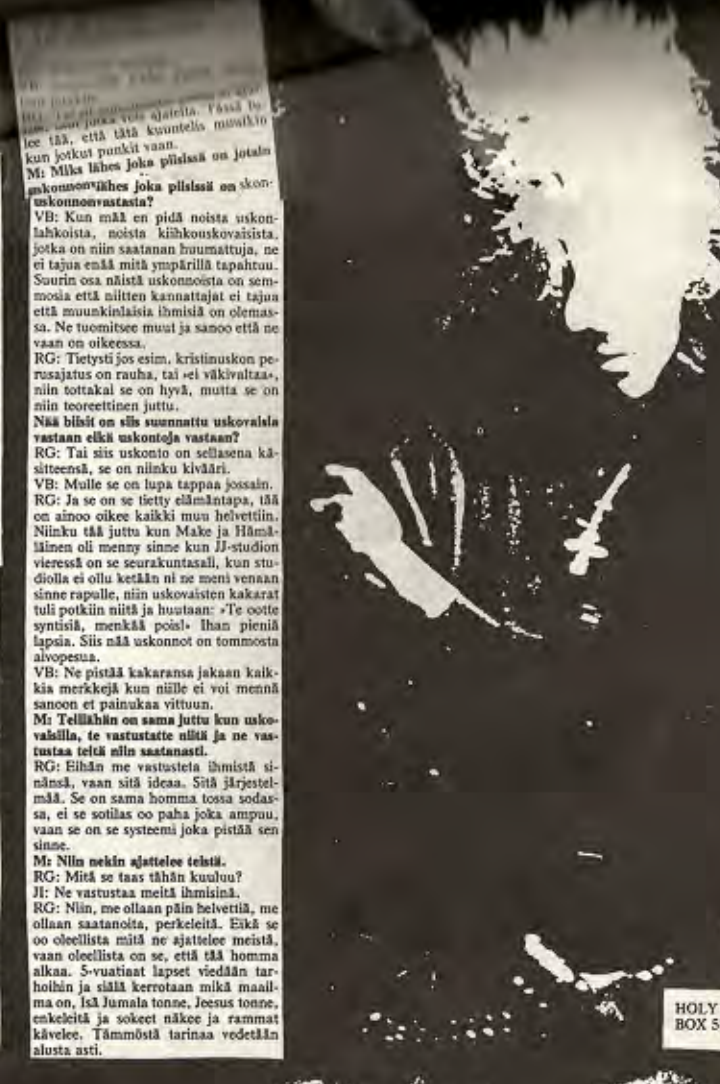 lee tää, että tätä kuuntelis muutkin
kun jotkut punkit vaan.
M: Miks lähes joka piisissä on jotain
uskonnon lähes joka piisissä on skon-
uskonnonvastasta?
VB: Kun mää en pidä noista uskon-
lahkoista, noista kiihkouskovaisista,
jotka on niin saatanan huumattuja, ne
ei tajua enää mitä ympärillä tapahtuu.
Suurin osa näistä uskonnoista on sem-
mosia että niitten kannattajat ei tajua
että muunkinlaisia ihmisiä on olemas-
sa. Ne tuomitsee muut ja sanoo että ne
vaan on oikeessa.
RG: Tietysti jos esim. kristinuskon pe-
rusajatus on rauha, tai »ei väkivaltaa»,
niin tottakai se on hyvä, mutta se on
niin teoreettinen juttu.
Nää biisit on siis suunnattu uskovaisia
vastaan eikä uskontoja vastaan?
RG: Tai siis uskonto on sellasena kä-
sitteensä, se on niinku kivääri.
VB: Mulle se on lupa tappaa jossain.
RG: Ja se on se tietty elämäntapa, tää
on ainoo oikee kaikki muu helvettiin.
Niinku tää juttu kun Make ja Hämä-
läinen oli menny sinne kun JJ-studion
vieressä on se seurakuntasali, kun stu-
diolla ei ollu ketään ni ne meni venaan
sinne rapulle, niin uskovaisten kakarat
tuli potkiin niitä ja huutaan: »Te ootte
syntisiä, menkää pois!» Ihan pieniä
lapsia. Siis nää uskonnot on tommosta
aivopesua.
VB: Ne pistää kakaransa jakaan kaik-
kia merkkejä kun niille ei voi mennä
sanoon et painukaa vittuun.
M: Teillähän on sama juttu kun usko-
vaisilla, te vastustatte niitä ja ne vas-
tustaa teitä niin saatanasti.
RG: Eihän me vastusteta ihmistä si-
nänsä, vaan sitä ideaa. Sitä järjestel-
mää. Se on sama homma tossa sodas-
sa, ei se sotilas oo paha joka ampuu,
vaan se on se systeemi joka pistää sen
sinne.
M: Niin nekin ajattelee teistä.
RG: Mitä se taas tähän kuuluu?
JI: Ne vastustaa meitä ihmisinä.
RG: Niin, me ollaan päin helvettiä, me
ollaan saatanoita, perkeleitä. Eikä se
oo oleellista mitä ne ajattelee meistä,
vaan oleellista on se, että tää homma
alkaa. 5-vuatiaat lapset viedään tar-
hoihin ja siälä kerrotaan mikä maail-
ma on, Isä Jumala tonne, Jeesus tonne,
enkeleitä ja sokeet näkee ja rammat
kävelee. Tämmöstä tarinaa vedetään
alusta asti.
HOLY
BOX 5